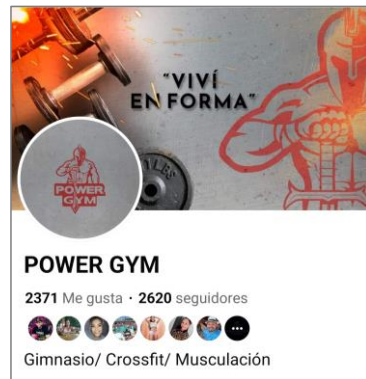 “VIVÍ
EN FORMA“
POWER
GYM
POWER GYM
2371 Me gusta · 2620 seguidores
Gimnasio/ Crossfit/ Musculación